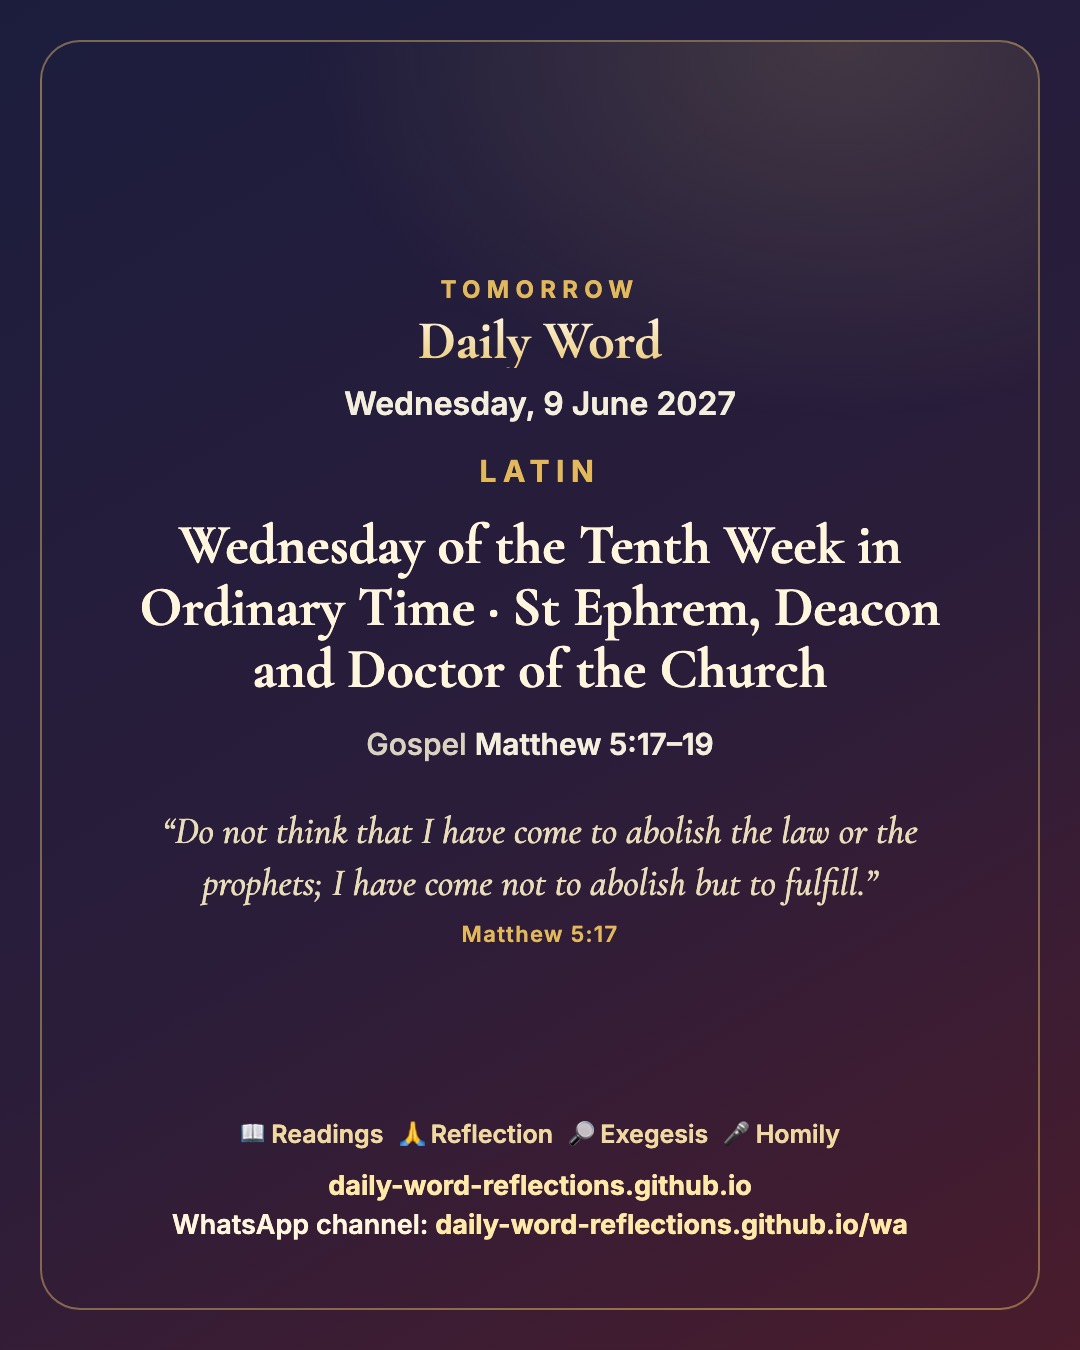 TOMORROW
Daily Word
Wednesday, 9 June 2027
LATIN
Wednesday of the Tenth Week in
Ordinary Time · St Ephrem, Deacon
and Doctor of the Church
Gospel Matthew 5:17–19
“Do not think that I have come to abolish the law or the
prophets; I have come not to abolish but to fulfill.”
Matthew 5:17
📖 Readings 🙏 Reflection 🔎 Exegesis 🎤 Homily
daily-word-reflections.github.io
WhatsApp channel: daily-word-reflections.github.io/wa